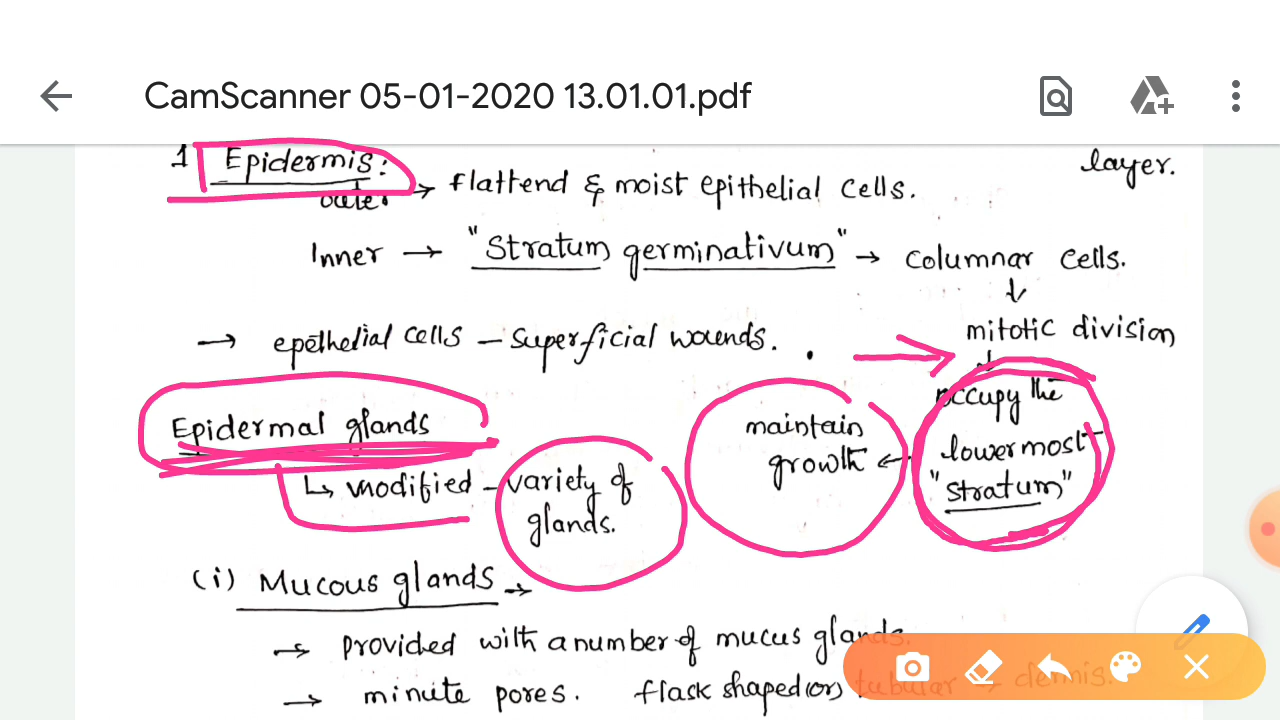 CamScanner 05-01-2020 13.01.01.pdf
layer.
1 Epidermis:
outer → flattend & moist epithelial cells.
Inner → "Stratum germinativum" → columnar cells.
↓
mitotic division
→ epethelial cells – superficial wounds.
↓
occupy the
lowermost
"stratum"
← maintain
growth
Epidermal glands
↳ modified – variety of
glands.
(i) Mucous glands →
→ provided with a number of mucus glands.
→ minute pores. flask shaped (or) tubular → dermis.